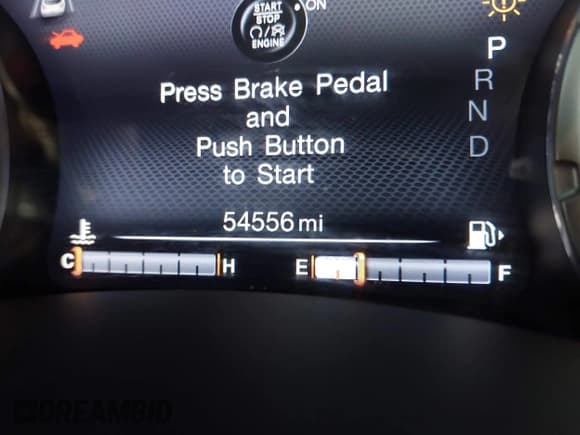 START
STOP
ENGINE
ON
P
R
N
D
Press Brake Pedal
and
Push Button
to Start
54556 mi
C H E F
DREAMBID